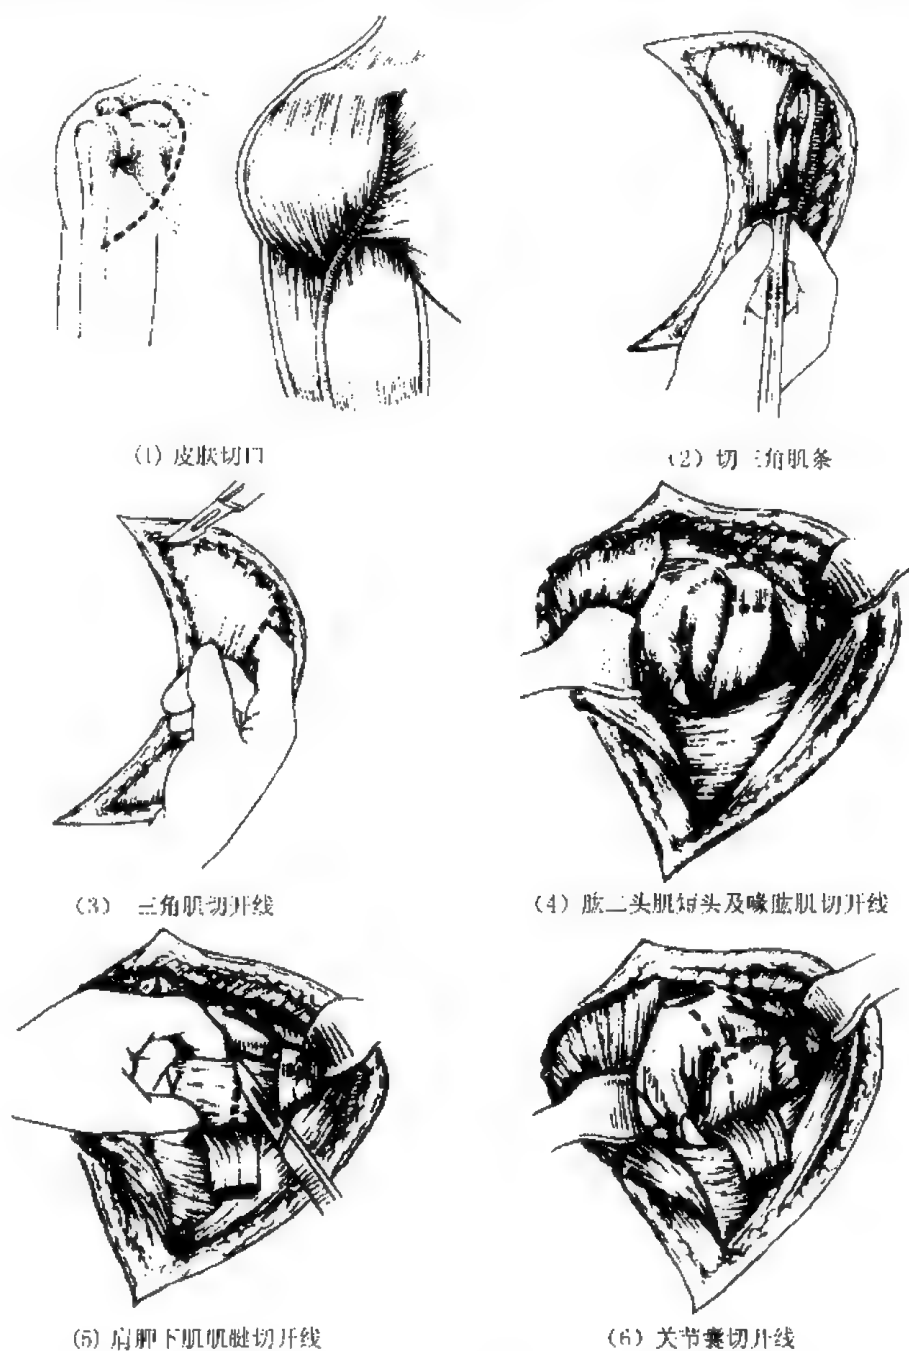 (1) 皮肤切口
(2) 切三角肌条
(3) 三角肌切开线
(4) 肱二头肌短头及喙肱肌切开线
(5) 肩胛下肌肌腱切开线
(6) 关节囊切开线